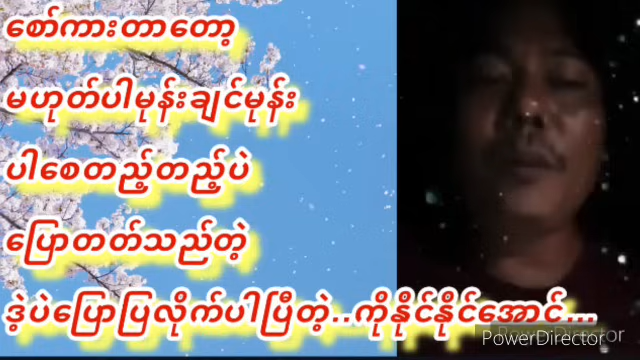 စော်ကားတာတော့
မဟုတ်ပါမုန်းချင်မုန်း
ပါစေတည့်တည့်ပဲ
ပြောတတ်သည်တဲ့
ဒဲ့ပဲပြောပြလိုက်ပါပြီတဲ့..ကိုနိုင်နိုင်အောင်...
PowerDirector